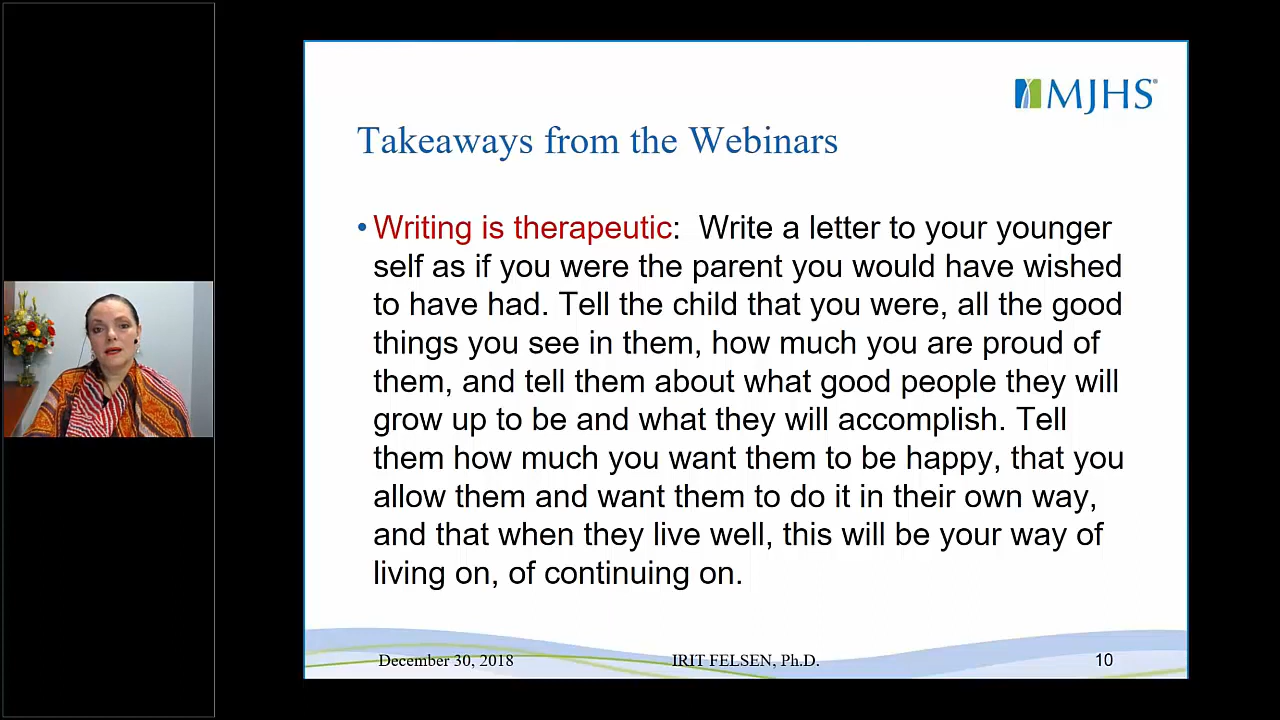 MJHS®
Takeaways from the Webinars
• Writing is therapeutic:  Write a letter to your younger
self as if you were the parent you would have wished
to have had. Tell the child that you were, all the good
things you see in them, how much you are proud of
them, and tell them about what good people they will
grow up to be and what they will accomplish. Tell
them how much you want them to be happy, that you
allow them and want them to do it in their own way,
and that when they live well, this will be your way of
living on, of continuing on.
December 30, 2018 IRIT FELSEN, Ph.D. 10